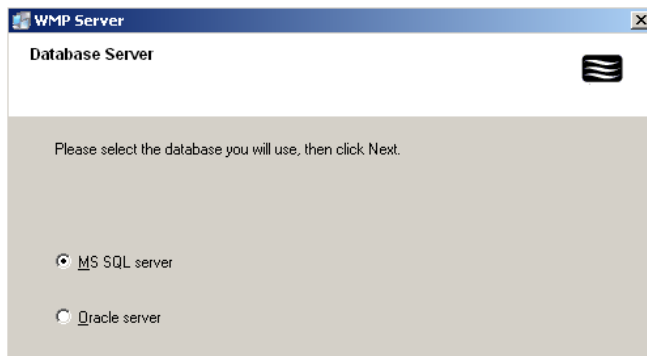 WMP Server
Database Server
Please select the database you will use, then click Next.
MS SQL server
Oracle server